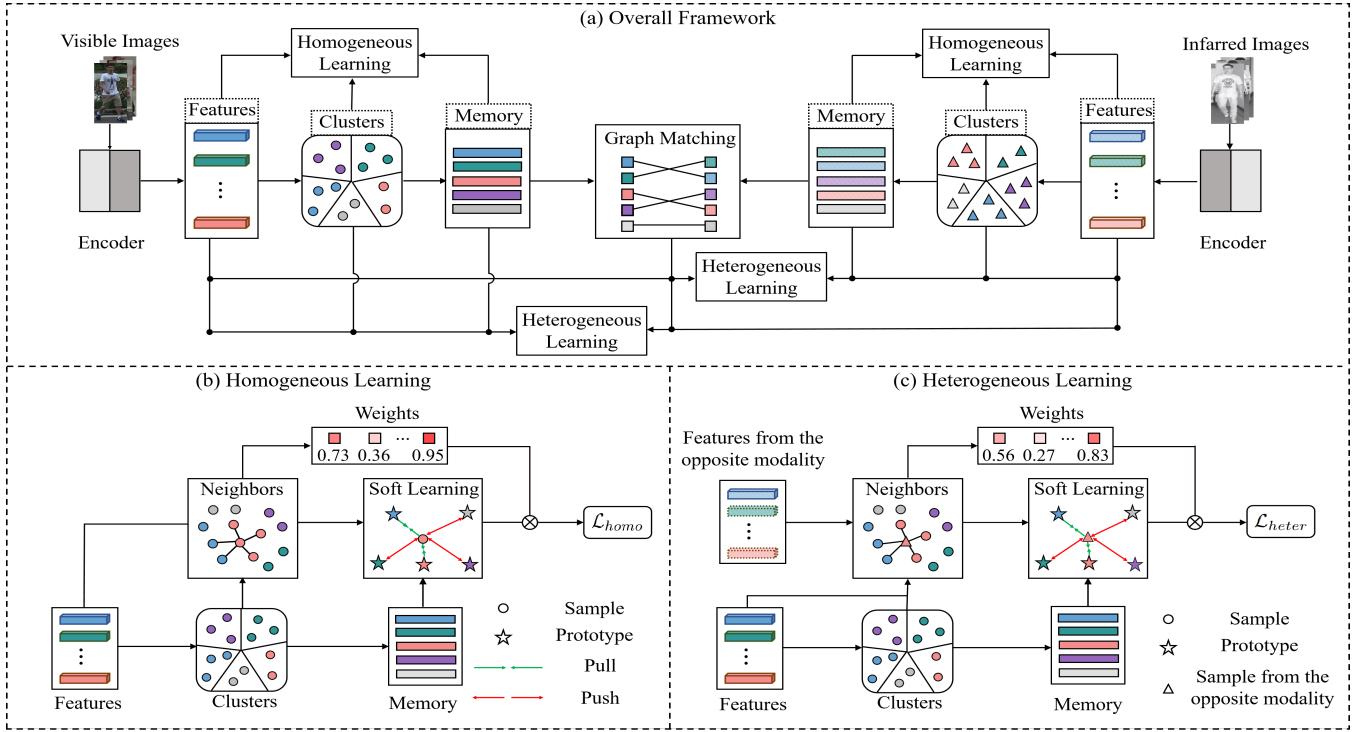 (a) Overall Framework
Visible Images
Homogeneous
Learning
Homogeneous
Learning
Infarred Images
Features
Clusters
Memory
Graph Matching
Memory
Clusters
Features
Encoder
Encoder
Heterogeneous
Learning
Heterogeneous
Learning
(b) Homogeneous Learning
Weights
0.73 0.36 ... 0.95
Neighbors
Soft Learning
ℒhomo
Sample
Prototype
Pull
Push
Features
Clusters
Memory
(c) Heterogeneous Learning
Weights
0.56 0.27 ... 0.83
Features from the
opposite modality
Neighbors
Soft Learning
ℒheter
Sample
Prototype
Sample from the
opposite modality
Features
Clusters
Memory